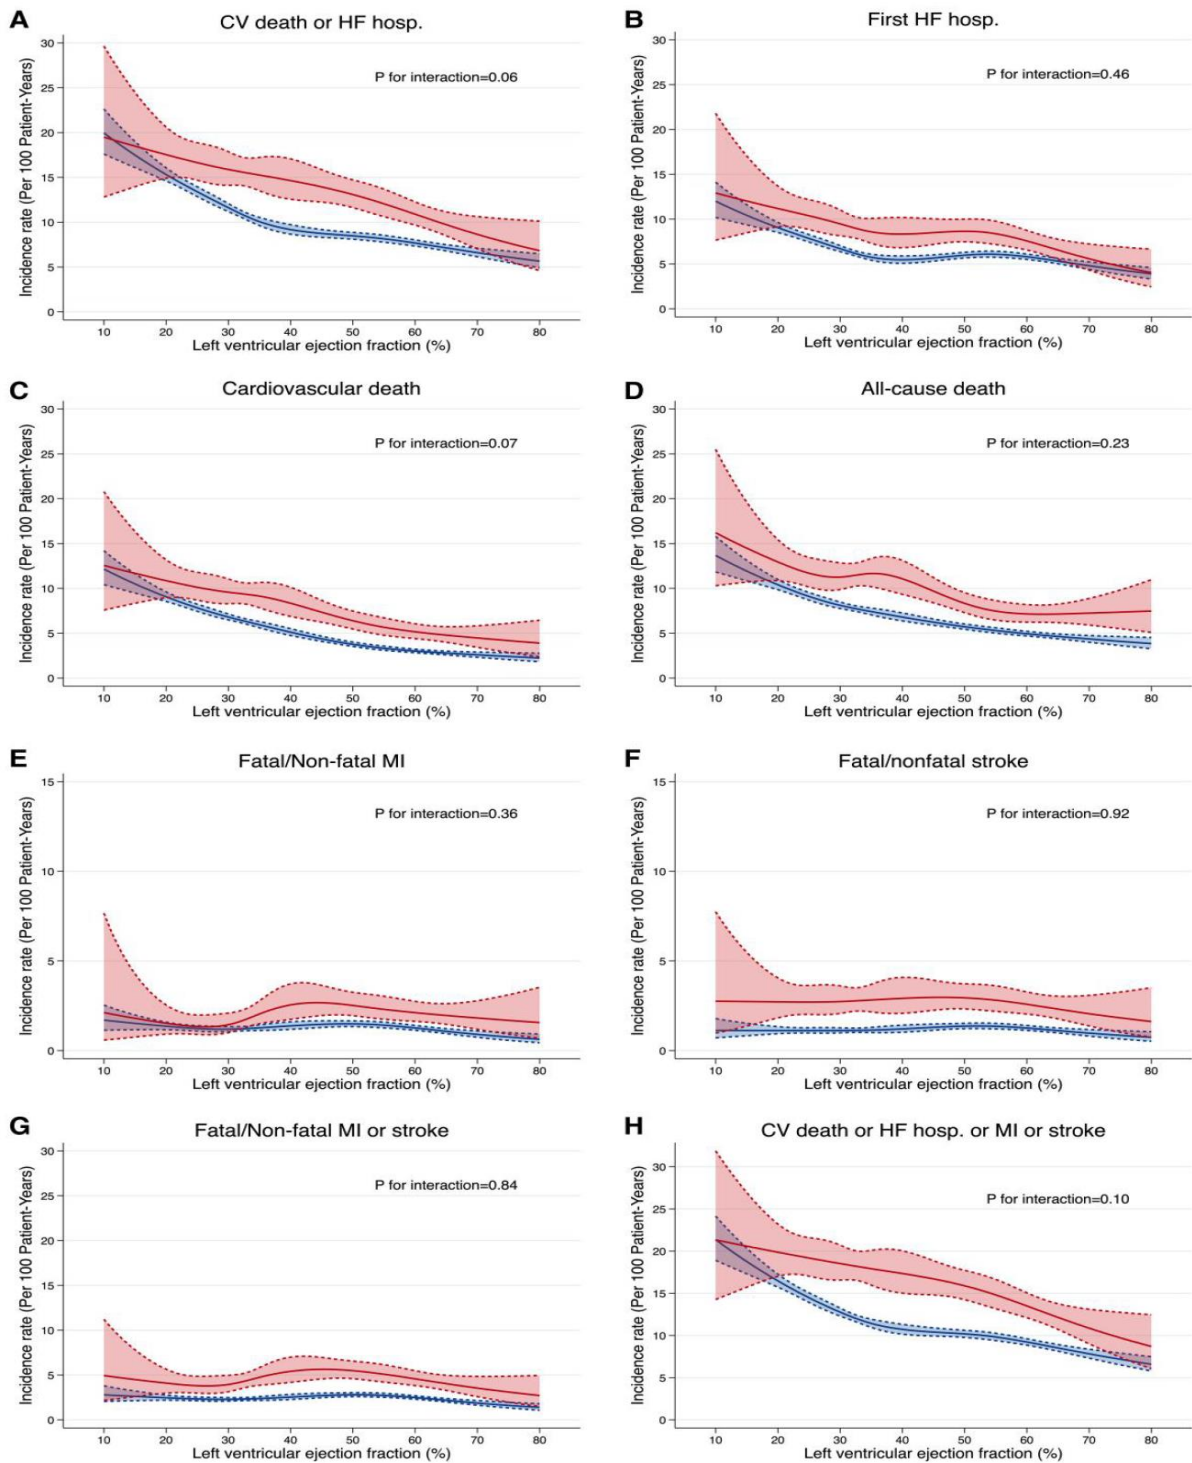 A
CV death or HF hosp.
P for interaction=0.06
Incidence rate (Per 100 Patient-Years)
30
25
20
15
10
5
0
10 20 30 40 50 60 70 80
Left ventricular ejection fraction (%)
B
First HF hosp.
P for interaction=0.46
Incidence rate (Per 100 Patient-Years)
30
25
20
15
10
5
0
10 20 30 40 50 60 70 80
Left ventricular ejection fraction (%)
C
Cardiovascular death
P for interaction=0.07
Incidence rate (Per 100 Patient-Years)
30
25
20
15
10
5
0
10 20 30 40 50 60 70 80
Left ventricular ejection fraction (%)
D
All-cause death
P for interaction=0.23
Incidence rate (Per 100 Patient-Years)
30
25
20
15
10
5
0
10 20 30 40 50 60 70 80
Left ventricular ejection fraction (%)
E
Fatal/Non-fatal MI
P for interaction=0.36
Incidence rate (Per 100 Patient-Years)
15
10
5
0
10 20 30 40 50 60 70 80
Left ventricular ejection fraction (%)
F
Fatal/nonfatal stroke
P for interaction=0.92
Incidence rate (Per 100 Patient-Years)
15
10
5
0
10 20 30 40 50 60 70 80
Left ventricular ejection fraction (%)
G
Fatal/Non-fatal MI or stroke
P for interaction=0.84
Incidence rate (Per 100 Patient-Years)
30
25
20
15
10
5
0
10 20 30 40 50 60 70 80
Left ventricular ejection fraction (%)
H
CV death or HF hosp. or MI or stroke
P for interaction=0.10
Incidence rate (Per 100 Patient-Years)
30
25
20
15
10
5
0
10 20 30 40 50 60 70 80
Left ventricular ejection fraction (%)